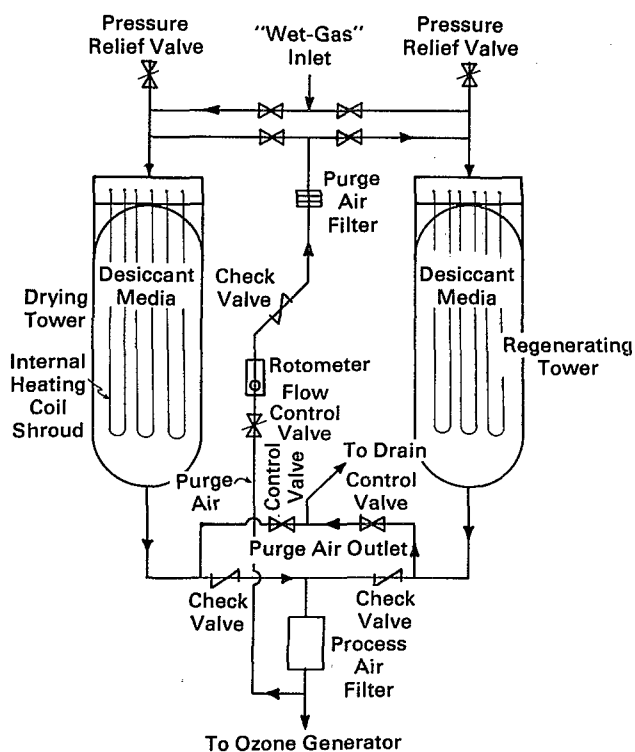 Pressure
Relief Valve
"Wet-Gas"
Inlet
Pressure
Relief Valve
Purge
Air
Filter
Check
Valve
Desiccant
Media
Desiccant
Media
Drying
Tower
Regenerating
Tower
Internal
Heating
Coil
Shroud
Rotometer
Flow
Control
Valve
To Drain
Purge
Air
Control
Valve
Control
Valve
Purge Air Outlet
Check
Valve
Check
Valve
Process
Air
Filter
To Ozone Generator